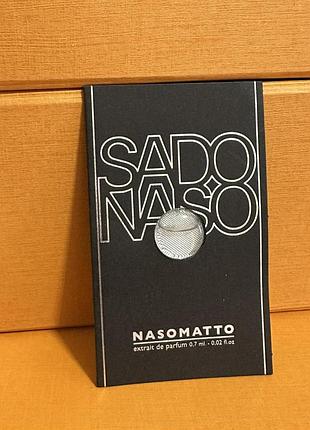 SADO
NASO
NASOMATTO
extrait de parfum 0,7 ml - 0,02 fl.oz